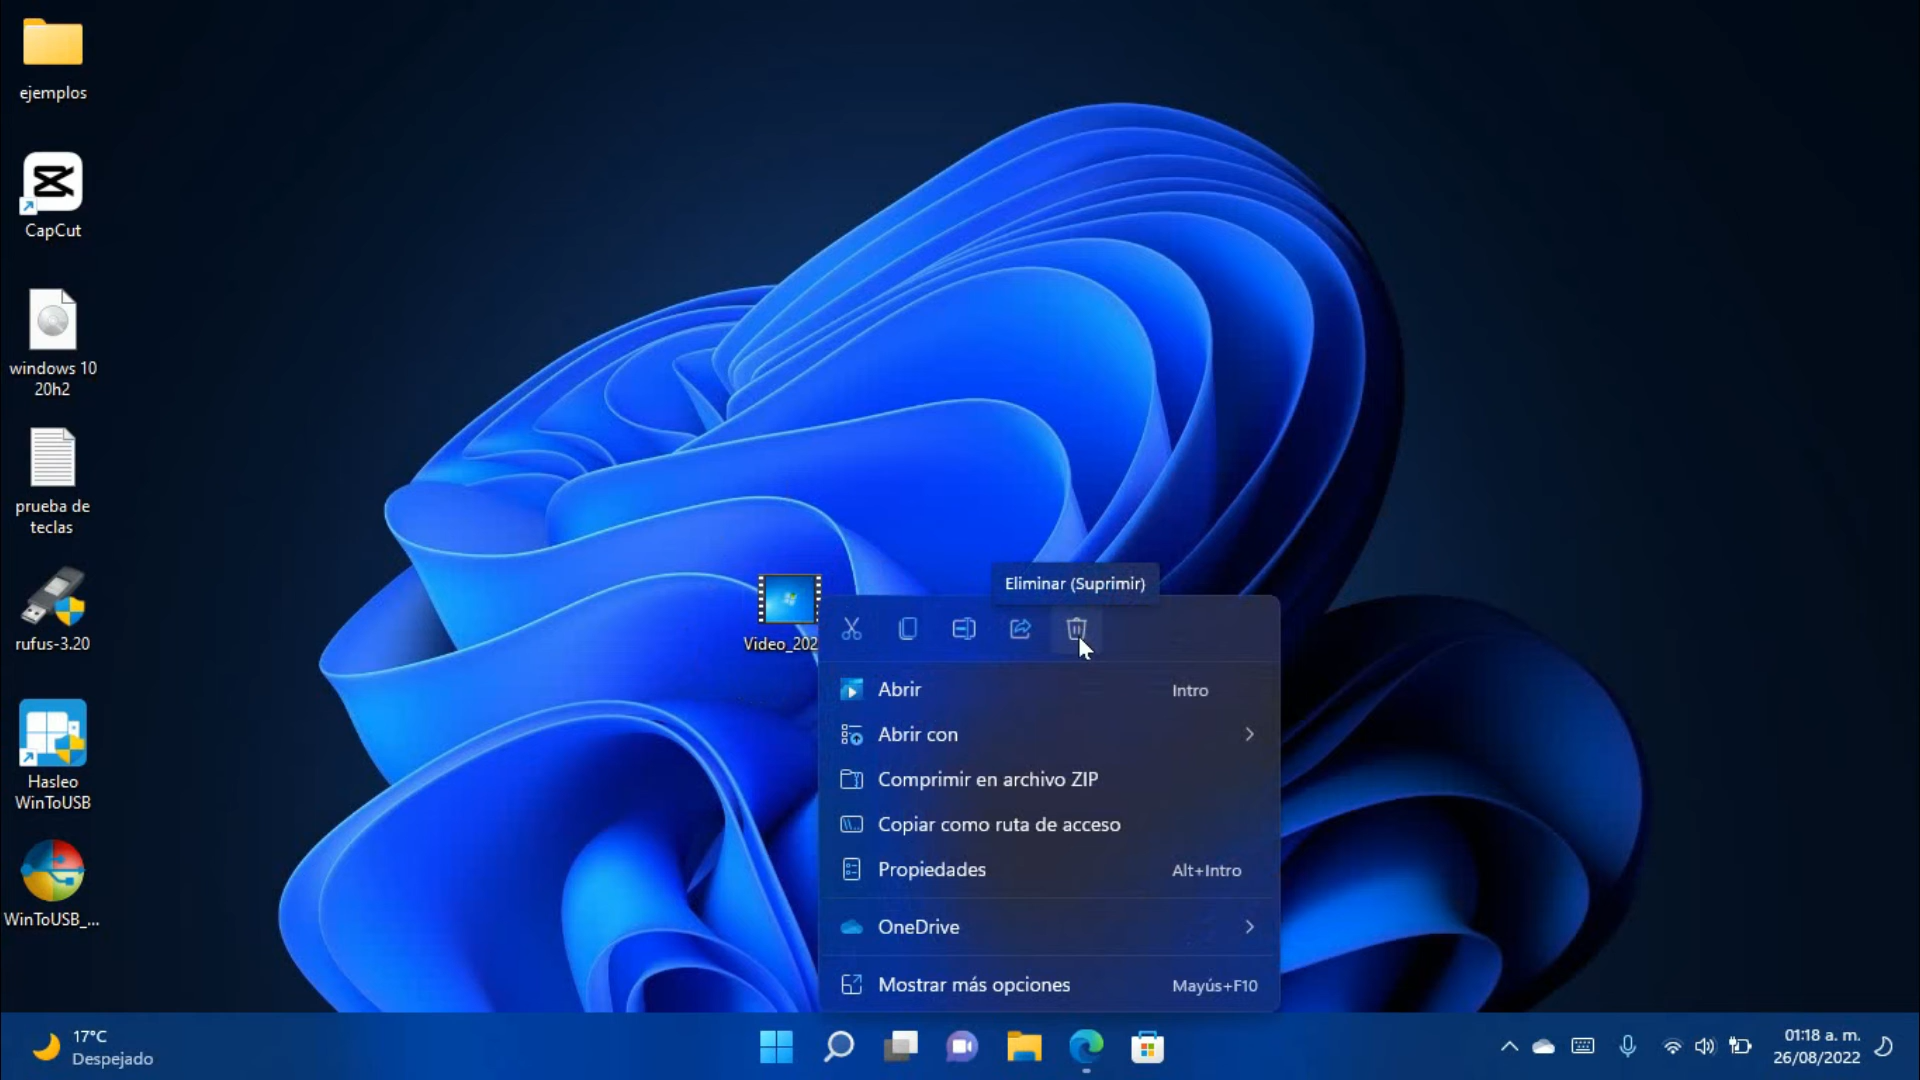 ejemplos
CapCut
windows 10
20h2
prueba de
teclas
rufus-3.20
Hasleo
WinToUSB
WinToUSB_...
Video_202
Eliminar (Suprimir)
Abrir Intro
Abrir con
Comprimir en archivo ZIP
Copiar como ruta de acceso
Propiedades Alt+Intro
OneDrive
Mostrar más opciones Mayús+F10
17°C
Despejado
01:18 a. m.
26/08/2022